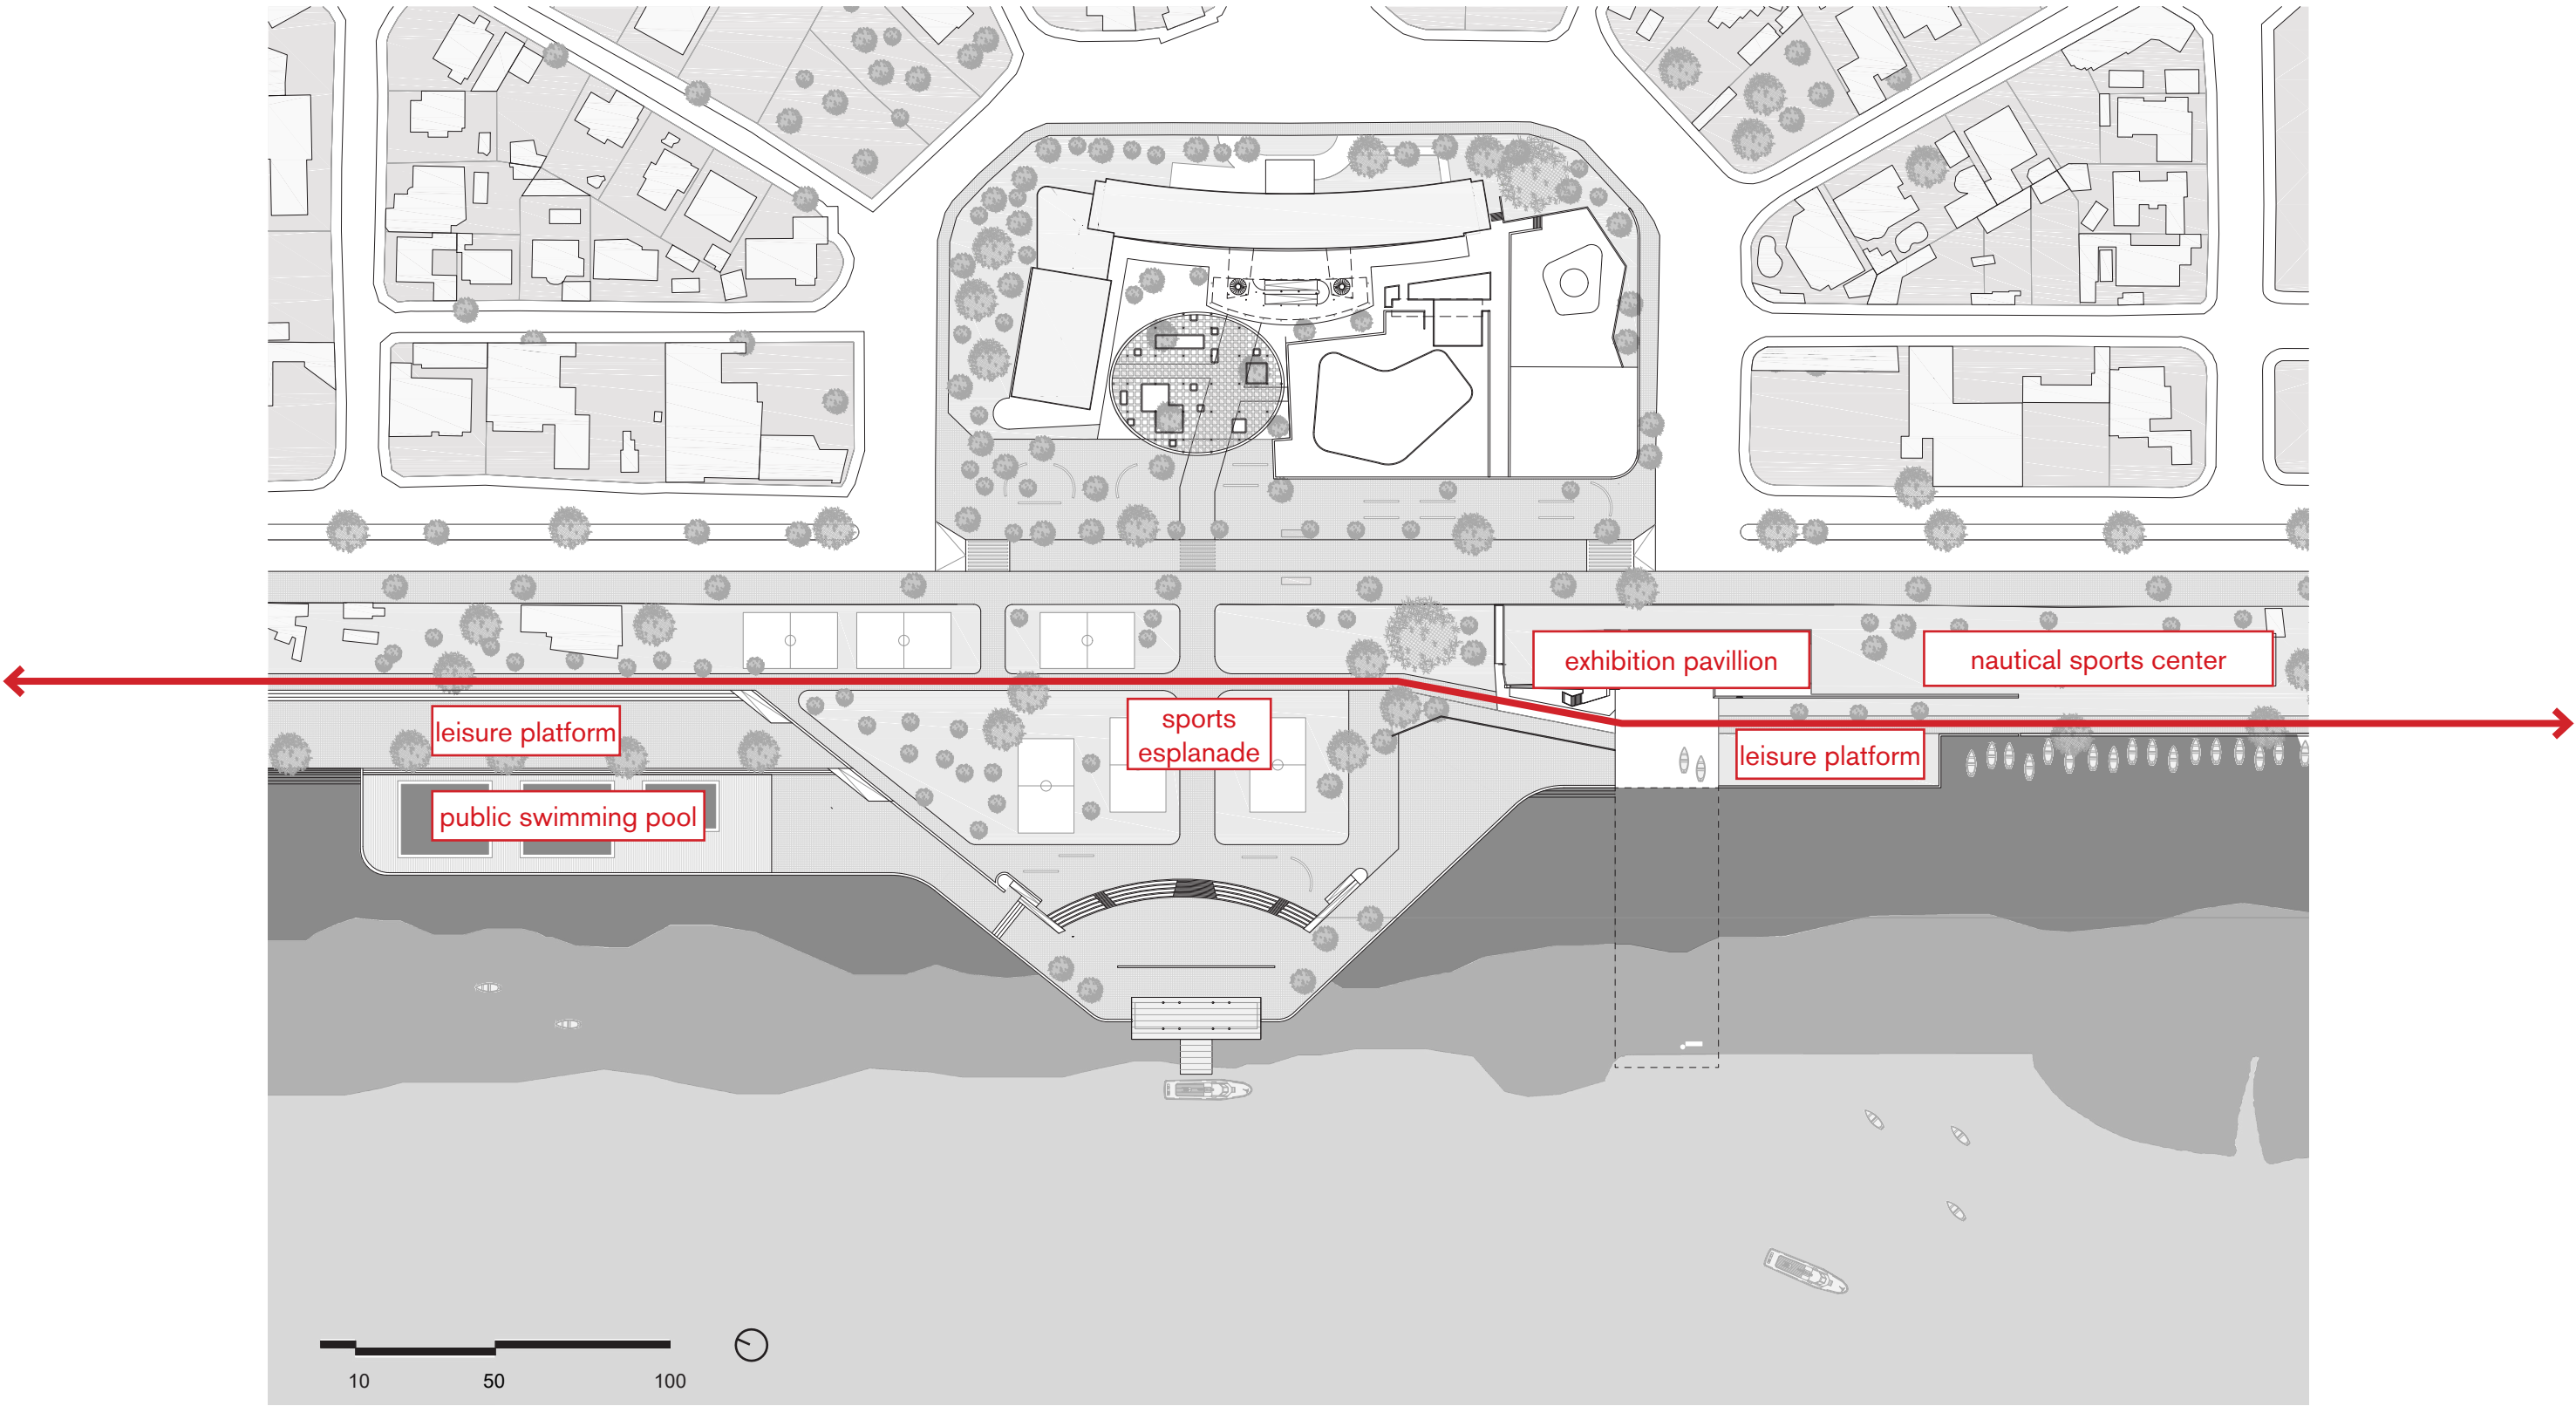 exhibition pavillion
nautical sports center
leisure platform
sports
esplanade
leisure platform
public swimming pool
10 50 100